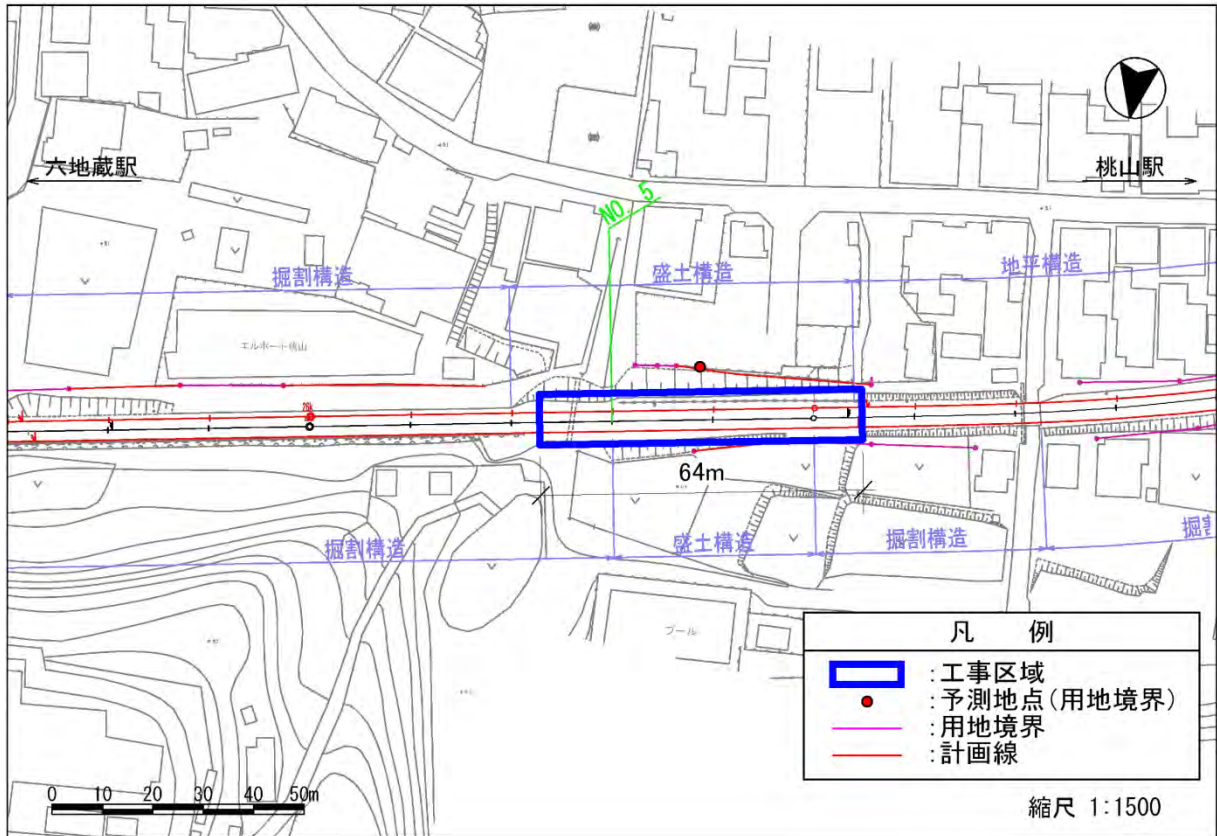 六地蔵駅
桃山駅
NO. 5
掘割構造
盛土構造
地平構造
エルポート桃山
64m
掘割構造
盛土構造
掘割構造
プール
凡 例
:工事区域
:予測地点(用地境界)
:用地境界
:計画線
0 10 20 30 40 50m
縮尺 1:1500